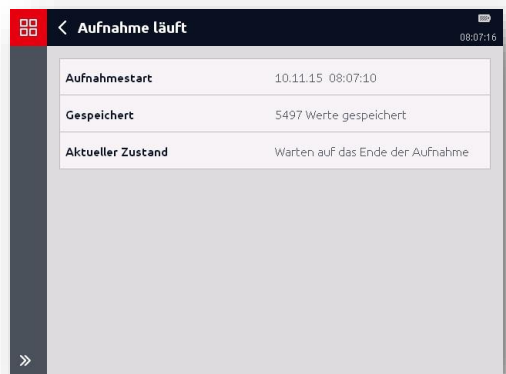 Aufnahme läuft
08:07:16
Aufnahmestart 10.11.15 08:07:10
Gespeichert 5497 Werte gespeichert
Aktueller Zustand Warten auf das Ende der Aufnahme